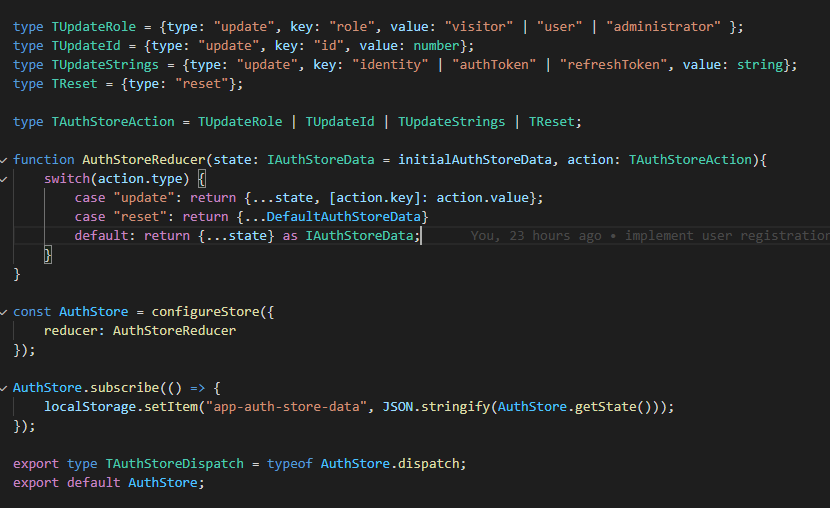 type TUpdateRole = {type: "update", key: "role", value: "visitor" | "user" | "administrator" };
type TUpdateId = {type: "update", key: "id", value: number};
type TUpdateStrings = {type: "update", key: "identity" | "authToken" | "refreshToken", value: string};
type TReset = {type: "reset"};
type TAuthStoreAction = TUpdateRole | TUpdateId | TUpdateStrings | TReset;
function AuthStoreReducer(state: IAuthStoreData = initialAuthStoreData, action: TAuthStoreAction){
    switch(action.type) {
        case "update": return {...state, [action.key]: action.value};
        case "reset": return {...DefaultAuthStoreData}
        default: return {...state} as IAuthStoreData; You, 23 hours ago • implement user registration
    }
}
const AuthStore = configureStore({
    reducer: AuthStoreReducer
});
AuthStore.subscribe(() => {
    localStorage.setItem("app-auth-store-data", JSON.stringify(AuthStore.getState()));
});
export type TAuthStoreDispatch = typeof AuthStore.dispatch;
export default AuthStore;